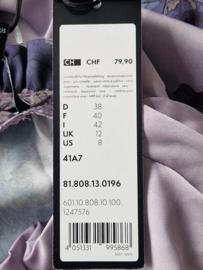 US
CH CHF 79,90
D 38
F 40
I 42
UK 12
US 8
41A7
81.808.13.0196
601.10.808.10.100.
1247576
4 051331 995868